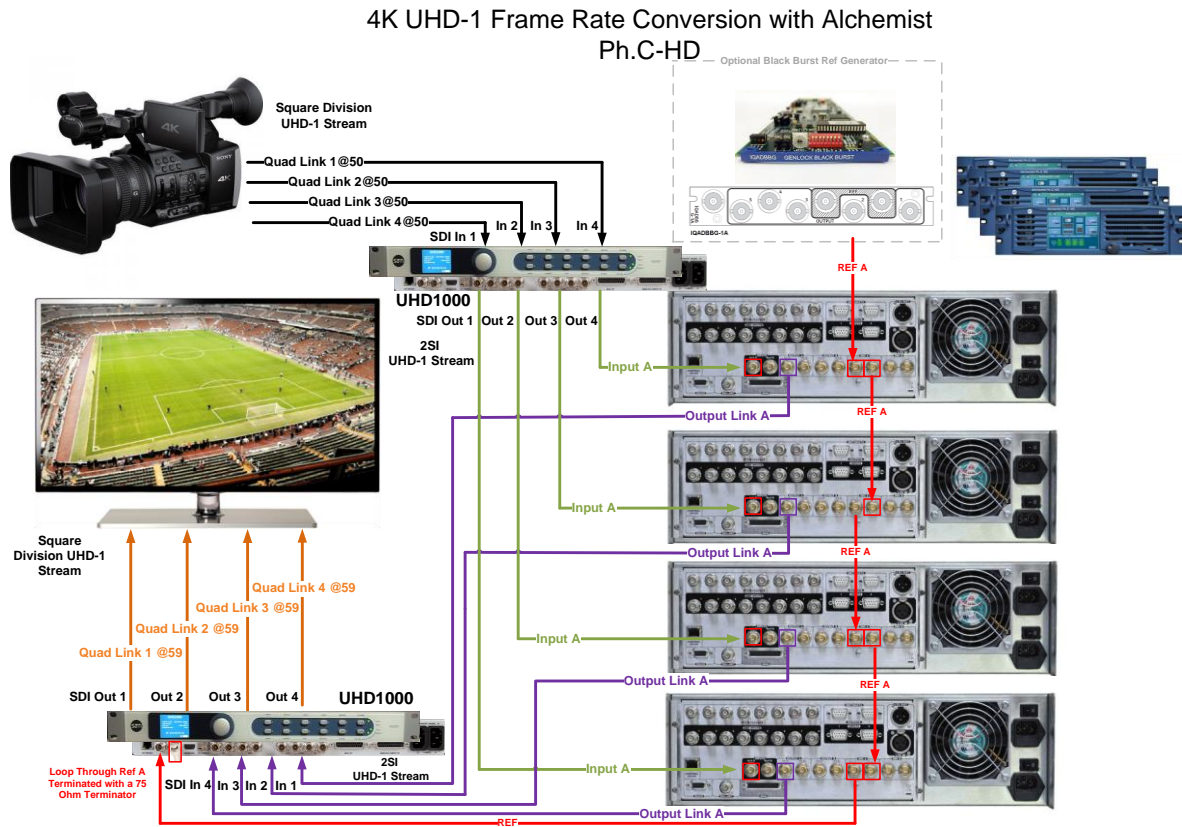 4K UHD-1 Frame Rate Conversion with Alchemist
Ph.C-HD
Optional Black Burst Ref Generator
Square Division
UHD-1 Stream
4K
SONY
4K
Quad Link 1@50
Quad Link 2@50
Quad Link 3@50
Quad Link 4@50
SDI In 1
In 2
In 3
In 4
IQADBBG
GENLOCK BLACK BURST
OUTPUT
IQADBBG-1A
REF A
UHD1000
SDI Out 1
Out 2
Out 3
Out 4
2SI
UHD-1 Stream
Input A
Output Link A
REF A
Input A
Output Link A
REF A
Input A
Output Link A
REF A
Input A
Output Link A
REF
Square
Division UHD-1
Stream
Quad Link 4 @59
Quad Link 3 @59
Quad Link 2 @59
Quad Link 1 @59
SDI Out 1
Out 2
Out 3
Out 4
UHD1000
2SI
UHD-1 Stream
Loop Through Ref A
Terminated with a 75
Ohm Terminator
SDI In 4
In 3
In 2
In 1